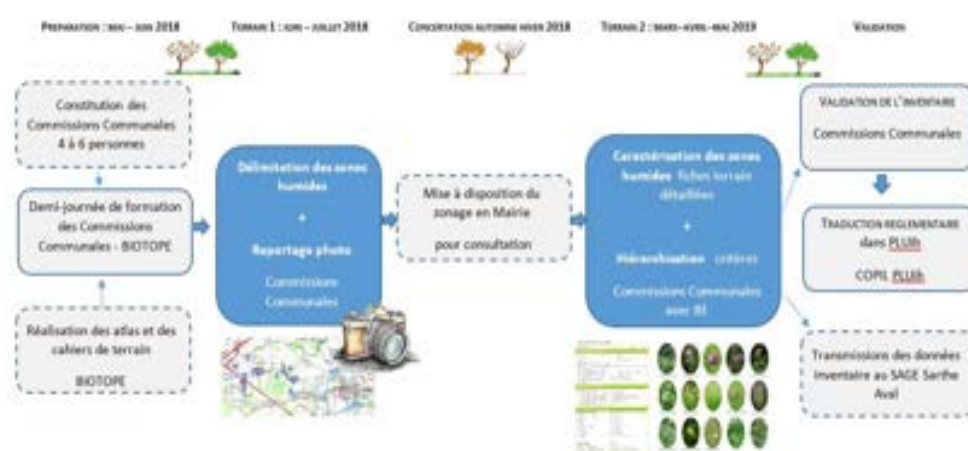 PREPARATION : MAI – JUIN 2018
TERRAIN 1 : JUIN – JUILLET 2018
CONCERTATION AUTOMNE HIVER 2018
TERRAIN 2 : MARS–AVRIL–MAI 2019
VALIDATION
Constitution des
Commissions Communales
4 à 6 personnes
Demi-journée de formation
des Commissions
Communales - BIOTOPE
Réalisation des atlas et des
cahiers de terrain
BIOTOPE
Délimitation des zones
humides
+
Reportage photo
Commissions
Communales
Mise à disposition du
zonage en Mairie
pour consultation
Caractérisation des zones
humides fiches terrain
détaillées
+
Hiérarchisation critères
Commissions Communales
avec BE
VALIDATION DE L'INVENTAIRE
Commissions Communales
TRADUCTION REGLEMENTAIRE
dans PLUih
COPIL PLUih
Transmissions des données
inventaire au SAGE Sarthe
Aval